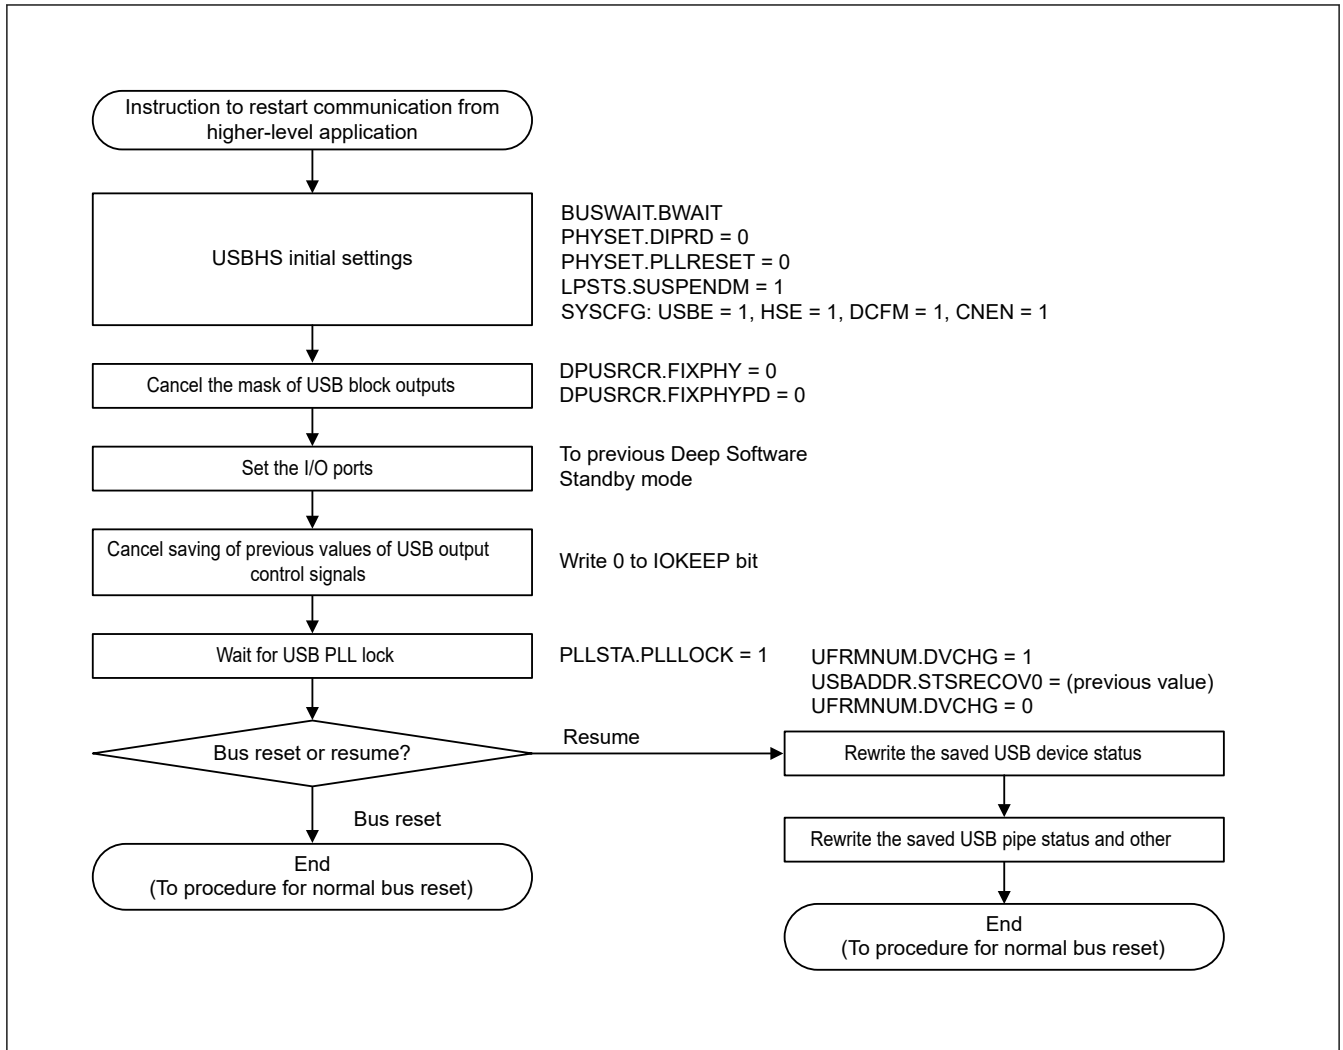 Instruction to restart communication from
higher-level application
USBHS initial settings
BUSWAIT.BWAIT
PHYSET.DIPRD = 0
PHYSET.PLLRESET = 0
LPSTS.SUSPENDM = 1
SYSCFG: USBE = 1, HSE = 1, DCFM = 1, CNEN = 1
Cancel the mask of USB block outputs
DPUSRCR.FIXPHY = 0
DPUSRCR.FIXPHYPD = 0
Set the I/O ports
To previous Deep Software
Standby mode
Cancel saving of previous values of USB output
control signals
Write 0 to IOKEEP bit
Wait for USB PLL lock
PLLSTA.PLLLOCK = 1
UFRMNUM.DVCHG = 1
USBADDR.STSRECOV0 = (previous value)
UFRMNUM.DVCHG = 0
Bus reset or resume?
Resume
Rewrite the saved USB device status
Bus reset
Rewrite the saved USB pipe status and other
End
(To procedure for normal bus reset)
End
(To procedure for normal bus reset)